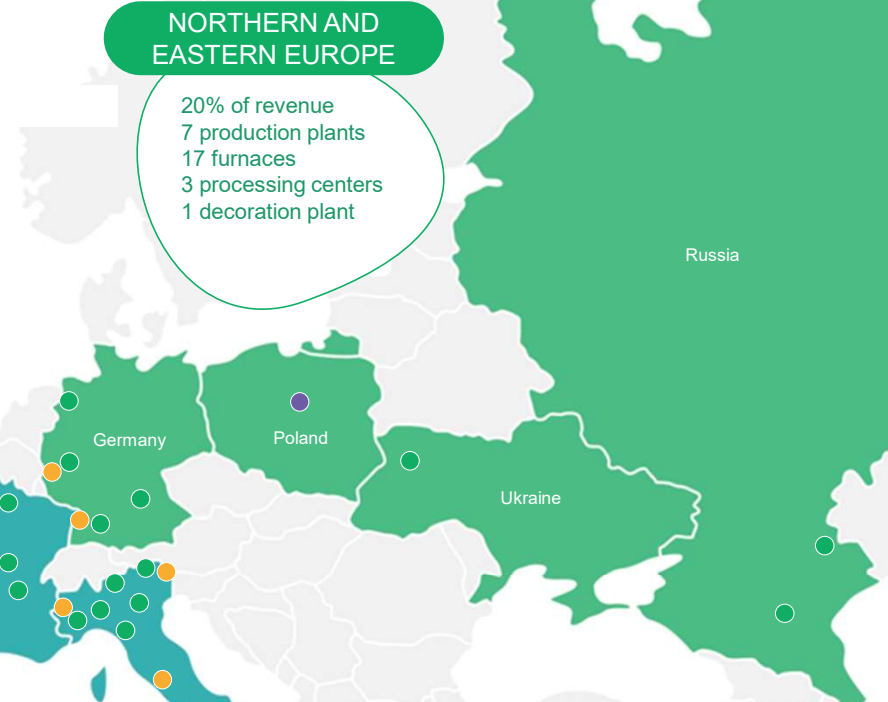 NORTHERN AND
EASTERN EUROPE
20% of revenue
7 production plants
17 furnaces
3 processing centers
1 decoration plant
Russia
Germany
Poland
Ukraine